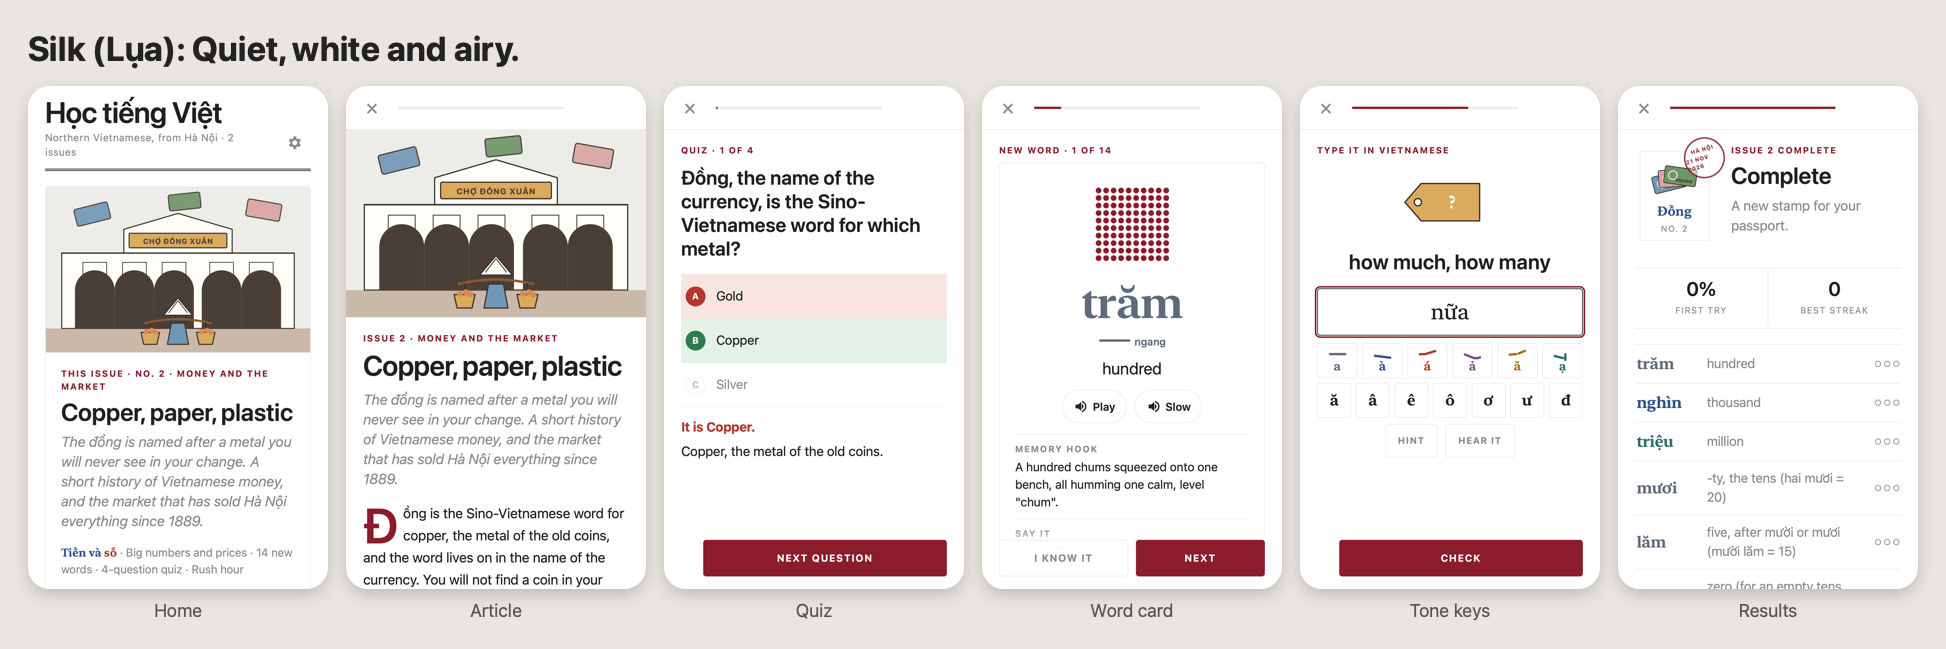 Silk (Lụa): Quiet, white and airy.
Học tiếng Việt
Northern Vietnamese, from Hà Nội · 2
issues
CHỢ ĐỒNG XUÂN
THIS ISSUE · NO. 2 · MONEY AND THE
MARKET
Copper, paper, plastic
The đồng is named after a metal you
will never see in your change. A
short history of Vietnamese money,
and the market that has sold Hà Nội
everything since 1889.
Tiền và số · Big numbers and prices · 14 new
words · 4-question quiz · Rush hour
Home
CHỢ ĐỒNG XUÂN
ISSUE 2 · MONEY AND THE MARKET
Copper, paper, plastic
The đồng is named after a metal you will
never see in your change. A short history
of Vietnamese money, and the market
that has sold Hà Nội everything since
1889.
Đồng is the Sino-Vietnamese word for
copper, the metal of the old coins,
and the word lives on in the name of the
currency. You will not find a coin in your
Article
QUIZ · 1 OF 4
Đồng, the name of the
currency, is the Sino-
Vietnamese word for which
metal?
A Gold
B Copper
C Silver
It is Copper.
Copper, the metal of the old coins.
NEXT QUESTION
Quiz
NEW WORD · 1 OF 14
trăm
ngang
hundred
Play Slow
MEMORY HOOK
A hundred chums squeezed onto one
bench, all humming one calm, level
"chum".
SAY IT
I KNOW IT NEXT
Word card
TYPE IT IN VIETNAMESE
?
how much, how many
nữa
a à á ả ã ạ
ă â ê ô ơ ư đ
HINT HEAR IT
CHECK
Tone keys
HÀ NỘI
21 NOV
2026
Đồng
NO. 2
ISSUE 2 COMPLETE
Complete
A new stamp for your
passport.
0% 0
FIRST TRY BEST STREAK
trăm hundred
nghìn thousand
triệu million
mươi -ty, the tens (hai mươi =
20)
lăm five, after mười or mươi
(mười lăm = 15)
zero (for an empty tens
Results